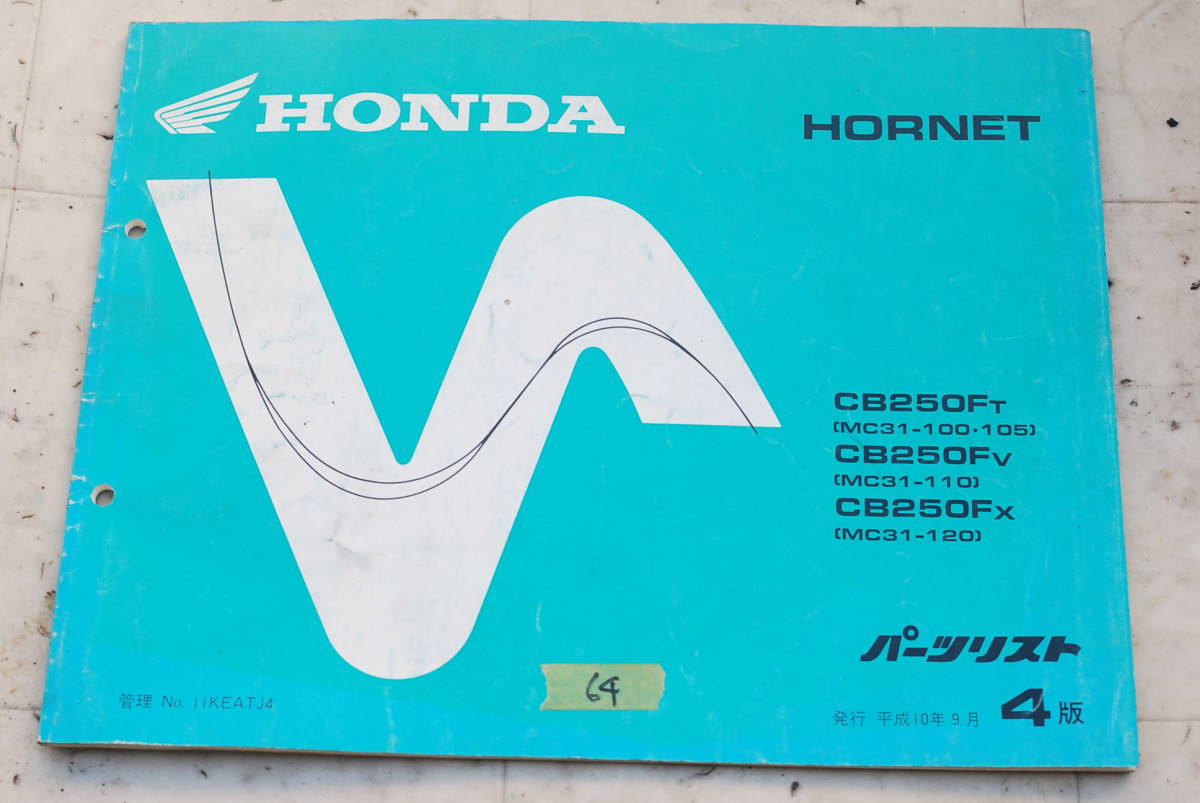 HONDA
HORNET
CB250FT
(MC31-100・105)
CB250FV
(MC31-110)
CB250FX
(MC31-120)
パーツリスト
管理 No. 11KEATJ4
64
発行 平成10年9月 4版